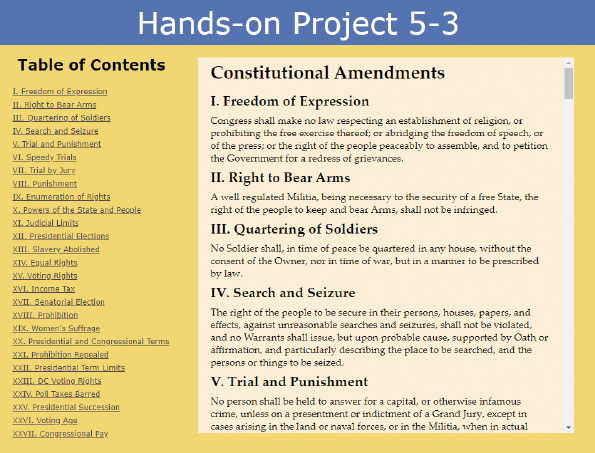 Hands-on Project 5-3
Table of Contents
I. Freedom of Expression
II. Right to Bear Arms
III. Quartering of Soldiers
IV. Search and Seizure
V. Trial and Punishment
VI. Speedy Trials
VII. Trial by Jury
VIII. Punishment
IX. Enumeration of Rights
X. Powers of the State and People
XI. Judicial Limits
XII. Presidential Elections
XIII. Slavery Abolished
XIV. Equal Rights
XV. Voting Rights
XVI. Income Tax
XVII. Senatorial Election
XVIII. Prohibition
XIX. Women's Suffrage
XX. Presidential and Congressional Terms
XXI. Prohibition Repealed
XXII. Presidential Term Limits
XXIII. DC Voting Rights
XXIV. Poll Taxes Barred
XXV. Presidential Succession
XXVI. Voting Age
XXVII. Congressional Pay
Constitutional Amendments
I. Freedom of Expression
Congress shall make no law respecting an establishment of religion, or
prohibiting the free exercise thereof; or abridging the freedom of speech, or
of the press; or the right of the people peaceably to assemble, and to petition
the Government for a redress of grievances.
II. Right to Bear Arms
A well regulated Militia, being necessary to the security of a free State, the
right of the people to keep and bear Arms, shall not be infringed.
III. Quartering of Soldiers
No Soldier shall, in time of peace be quartered in any house, without the
consent of the Owner, nor in time of war, but in a manner to be prescribed
by law.
IV. Search and Seizure
The right of the people to be secure in their persons, houses, papers, and
effects, against unreasonable searches and seizures, shall not be violated,
and no Warrants shall issue, but upon probable cause, supported by Oath or
affirmation, and particularly describing the place to be searched, and the
persons or things to be seized.
V. Trial and Punishment
No person shall be held to answer for a capital, or otherwise infamous
crime, unless on a presentment or indictment of a Grand Jury, except in
cases arising in the land or naval forces, or in the Militia, when in actual